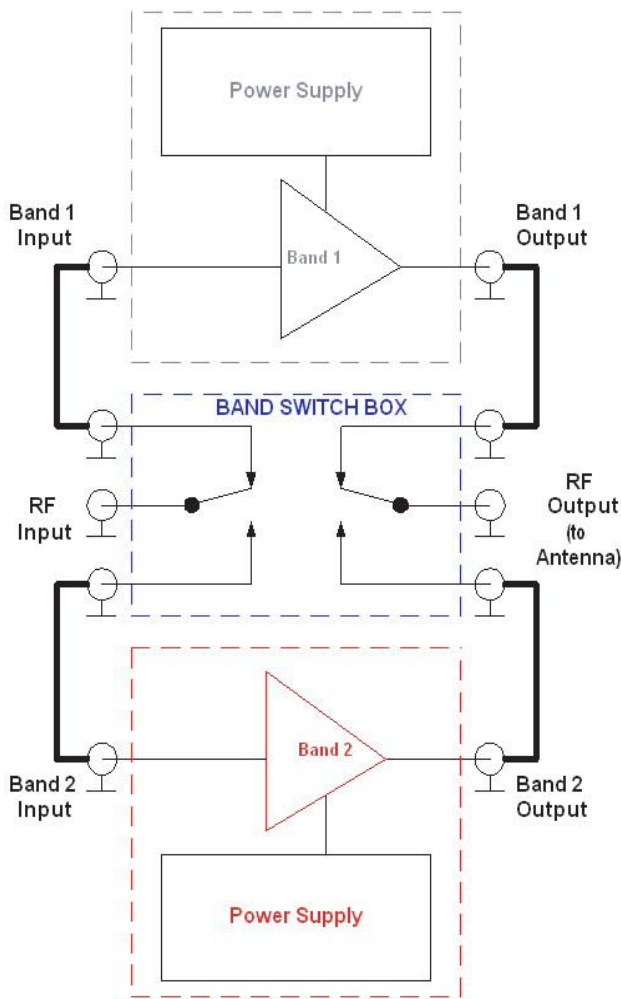 Power Supply
Band 1
Input
Band 1
Output
Band 1
BAND SWITCH BOX
RF
Input
RF
Output
(to
Antenna)
Band 2
Band 2
Input
Band 2
Output
Power Supply